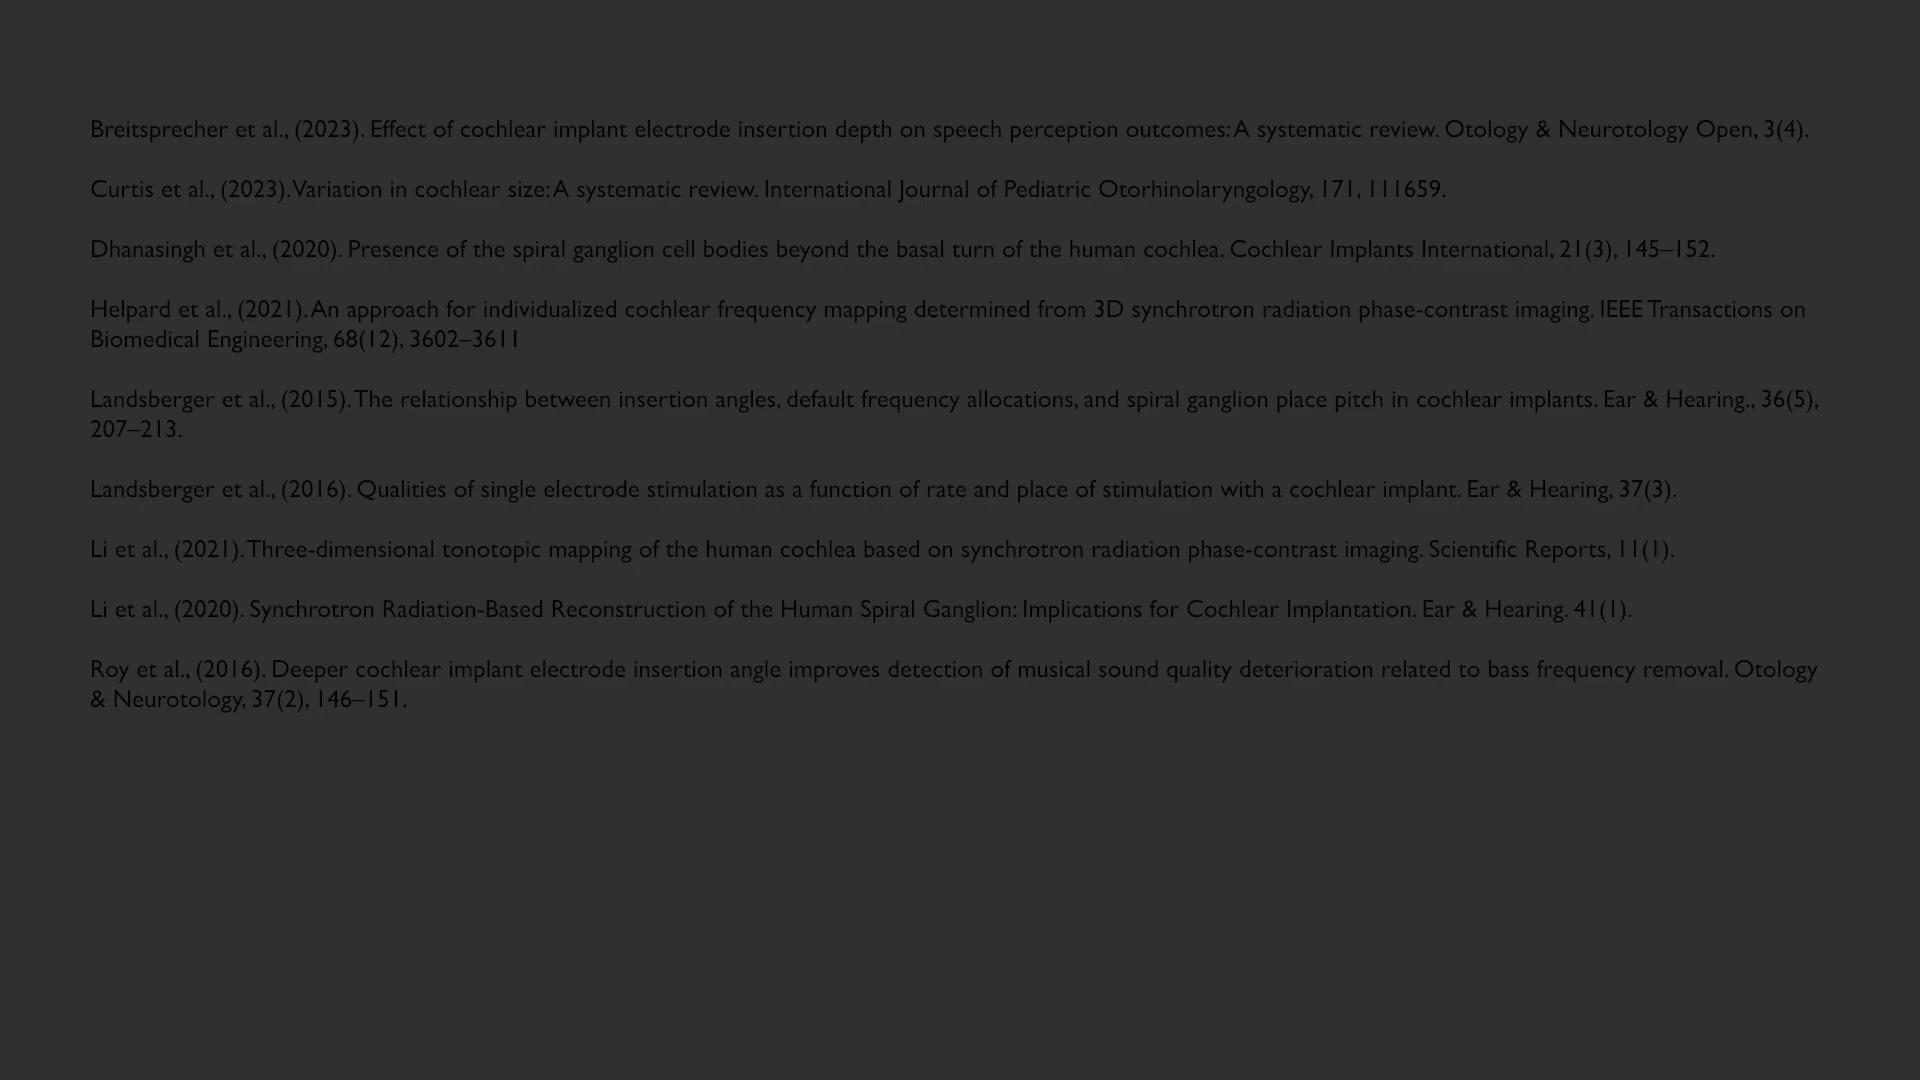 Breitsprecher et al., (2023). Effect of cochlear implant electrode insertion depth on speech perception outcomes: A systematic review. Otology & Neurotology Open, 3(4).
Curtis et al., (2023). Variation in cochlear size: A systematic review. International Journal of Pediatric Otorhinolaryngology, 171, 111659.
Dhanasingh et al., (2020). Presence of the spiral ganglion cell bodies beyond the basal turn of the human cochlea. Cochlear Implants International, 21(3), 145–152.
Helpard et al., (2021). An approach for individualized cochlear frequency mapping determined from 3D synchrotron radiation phase-contrast imaging. IEEE Transactions on
Biomedical Engineering, 68(12), 3602–3611
Landsberger et al., (2015). The relationship between insertion angles, default frequency allocations, and spiral ganglion place pitch in cochlear implants. Ear & Hearing., 36(5),
207–213.
Landsberger et al., (2016). Qualities of single electrode stimulation as a function of rate and place of stimulation with a cochlear implant. Ear & Hearing, 37(3).
Li et al., (2021). Three-dimensional tonotopic mapping of the human cochlea based on synchrotron radiation phase-contrast imaging. Scientific Reports, 11(1).
Li et al., (2020). Synchrotron Radiation-Based Reconstruction of the Human Spiral Ganglion: Implications for Cochlear Implantation. Ear & Hearing. 41(1).
Roy et al., (2016). Deeper cochlear implant electrode insertion angle improves detection of musical sound quality deterioration related to bass frequency removal. Otology
& Neurotology, 37(2), 146–151.